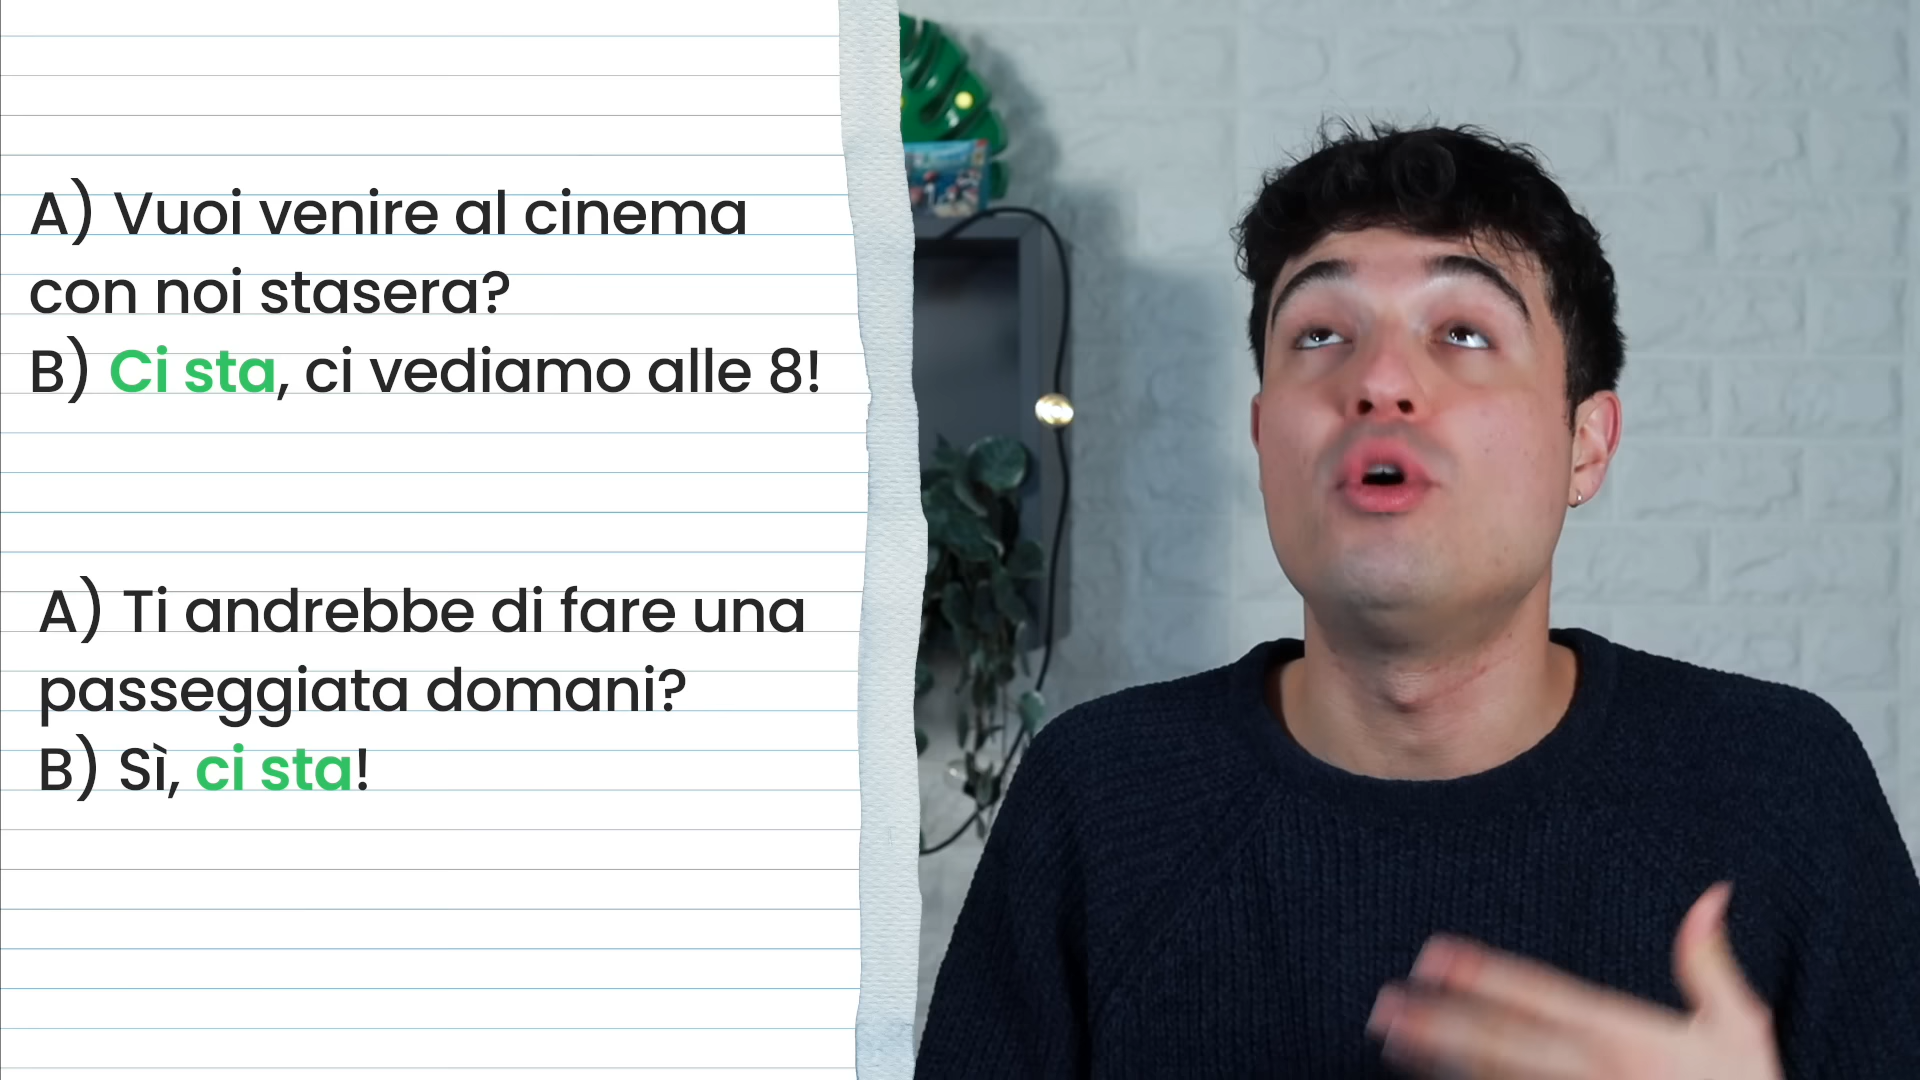 A) Vuoi venire al cinema
con noi stasera?
B) Ci sta, ci vediamo alle 8!
A) Ti andrebbe di fare una
passeggiata domani?
B) Sì, ci sta!